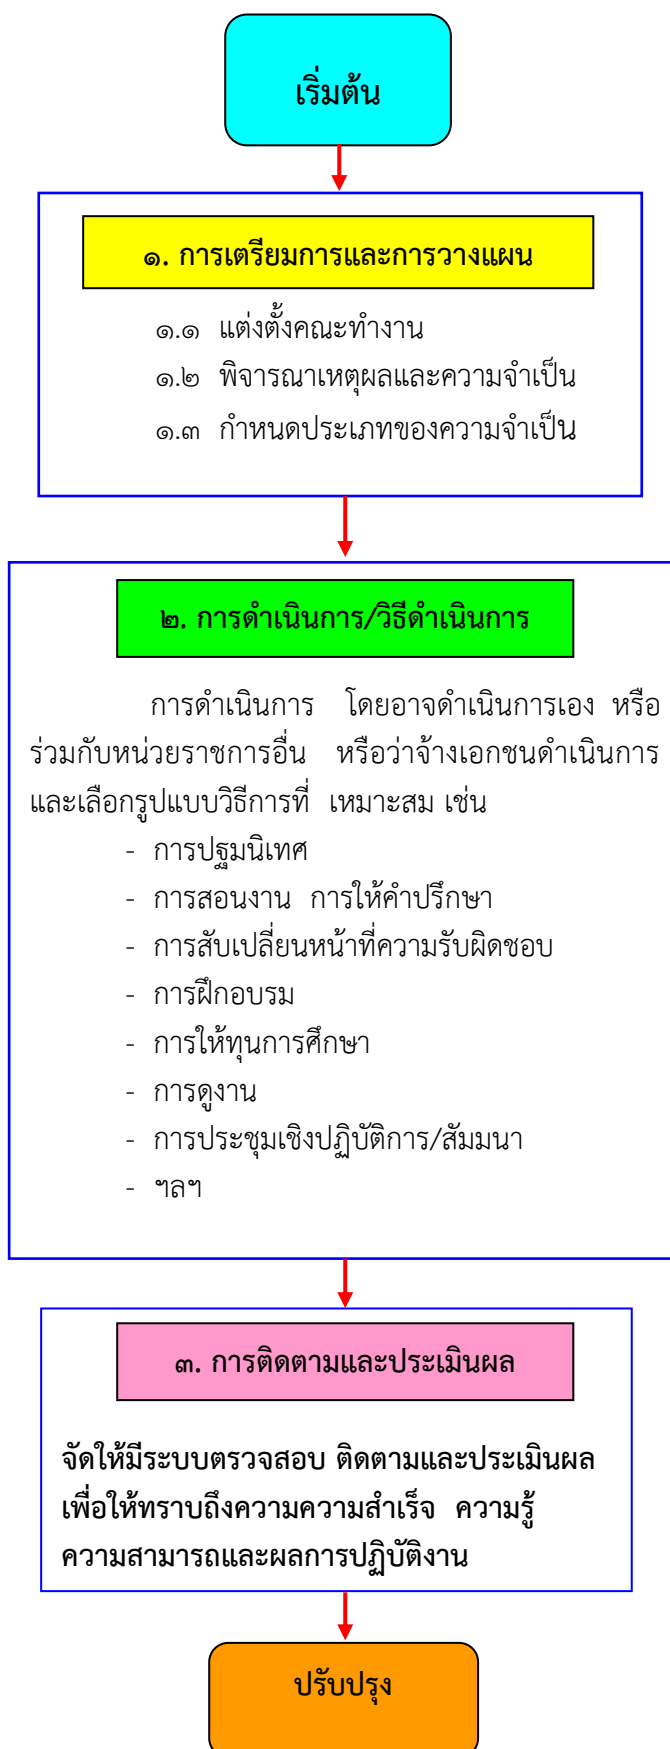 เริ่มต้น
๑. การเตรียมการและการวางแผน
๑.๑ แต่งตั้งคณะทำงาน
๑.๒ พิจารณาเหตุผลและความจำเป็น
๑.๓ กำหนดประเภทของความจำเป็น
๒. การดำเนินการ/วิธีดำเนินการ
การดำเนินการ โดยอาจดำเนินการเอง หรือ
ร่วมกับหน่วยราชการอื่น หรือว่าจ้างเอกชนดำเนินการ
และเลือกรูปแบบวิธีการที่ เหมาะสม เช่น
- การปฐมนิเทศ
- การสอนงาน การให้คำปรึกษา
- การสับเปลี่ยนหน้าที่ความรับผิดชอบ
- การฝึกอบรม
- การให้ทุนการศึกษา
- การดูงาน
- การประชุมเชิงปฏิบัติการ/สัมมนา
- ฯลฯ
๓. การติดตามและประเมินผล
จัดให้มีระบบตรวจสอบ ติดตามและประเมินผล
เพื่อให้ทราบถึงความความสำเร็จ ความรู้
ความสามารถและผลการปฏิบัติงาน
ปรับปรุง